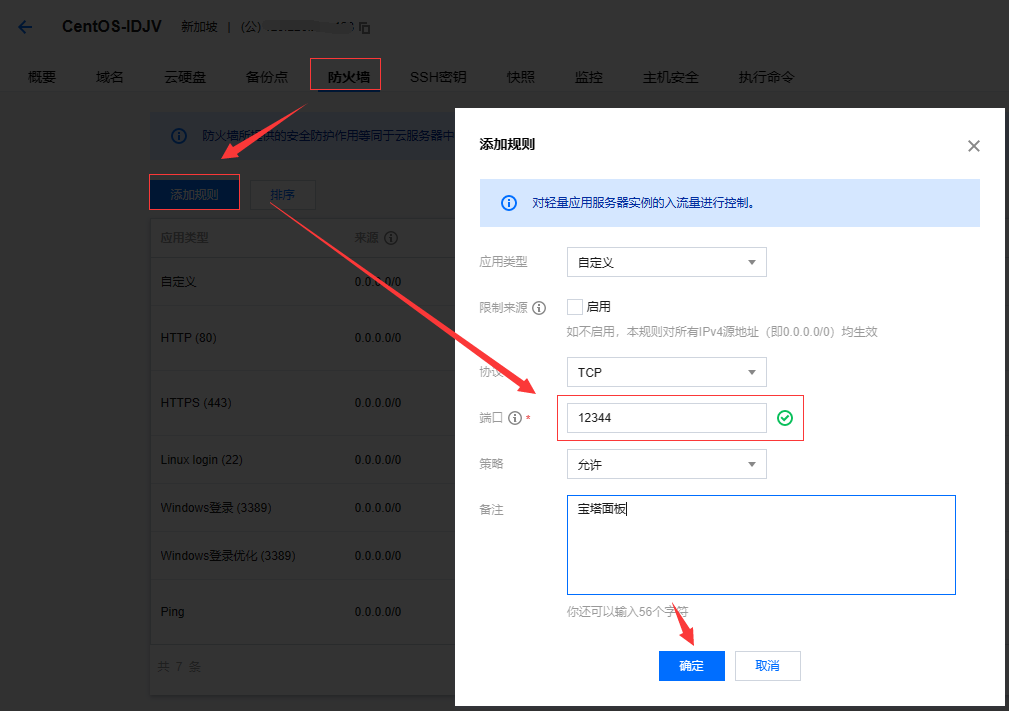 CentOS-IDJV 新加坡 | (公)
概要 域名 云硬盘 备份点 防火墙 SSH密钥 快照 监控 主机安全 执行命令
防火墙所提供的安全防护作用等同于云服务器中
添加规则 排序
应用类型 来源
自定义 0.0.0.0/0
HTTP (80) 0.0.0.0/0
HTTPS (443) 0.0.0.0/0
Linux login (22) 0.0.0.0/0
Windows登录 (3389) 0.0.0.0/0
Windows登录优化 (3389) 0.0.0.0/0
Ping 0.0.0.0/0
共 7 条
添加规则
对轻量应用服务器实例的入流量进行控制。
应用类型 自定义
限制来源 启用
如不启用，本规则对所有IPv4源地址（即0.0.0.0/0）均生效
协议 TCP
端口 * 12344
策略 允许
备注 宝塔面板
你还可以输入56个字符
确定 取消